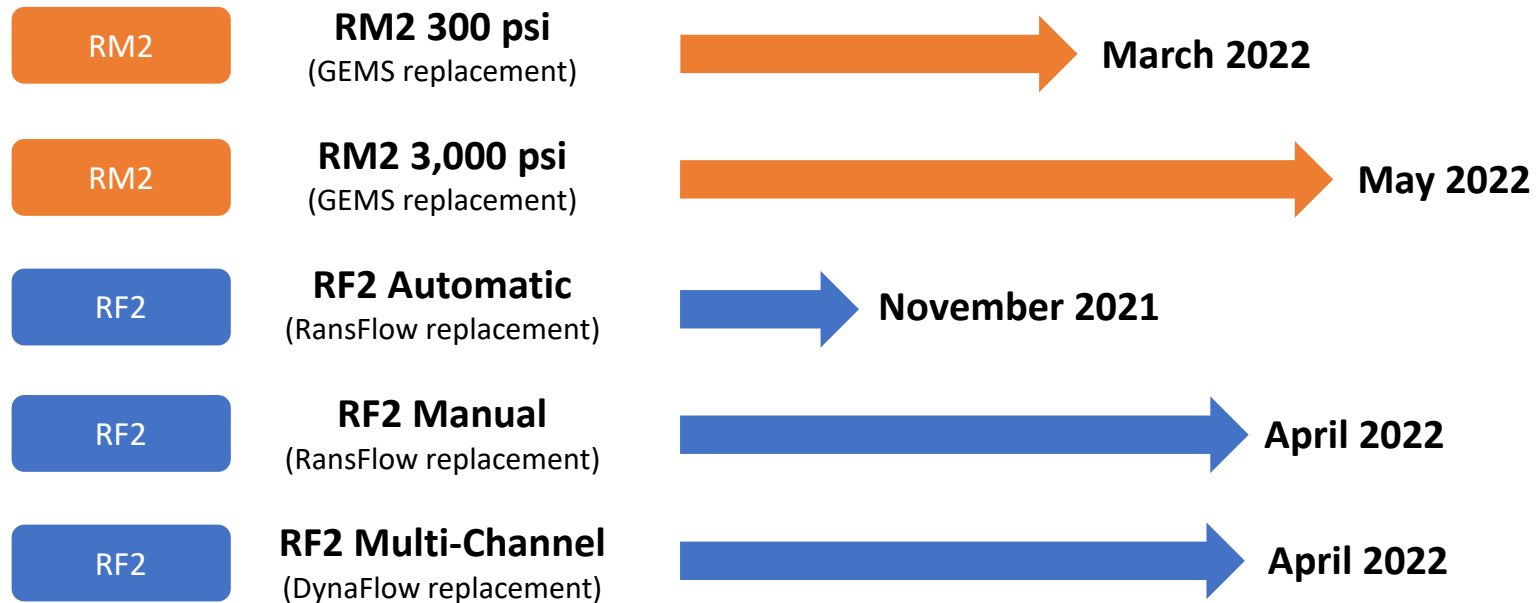 RM2
RM2 300 psi
(GEMS replacement)
March 2022
RM2
RM2 3,000 psi
(GEMS replacement)
May 2022
RF2
RF2 Automatic
(RansFlow replacement)
November 2021
RF2
RF2 Manual
(RansFlow replacement)
April 2022
RF2
RF2 Multi-Channel
(DynaFlow replacement)
April 2022